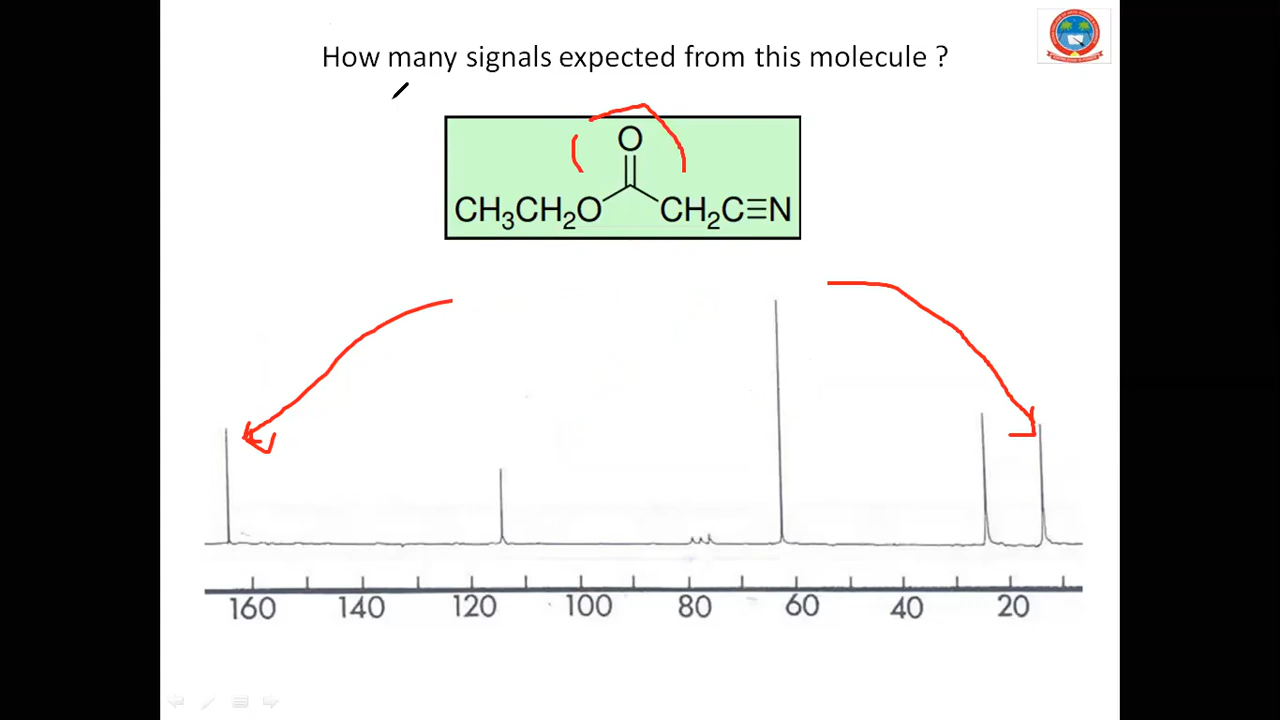 How many signals expected from this molecule ?
O
CH₃CH₂O CH₂C≡N
160 140 120 100 80 60 40 20